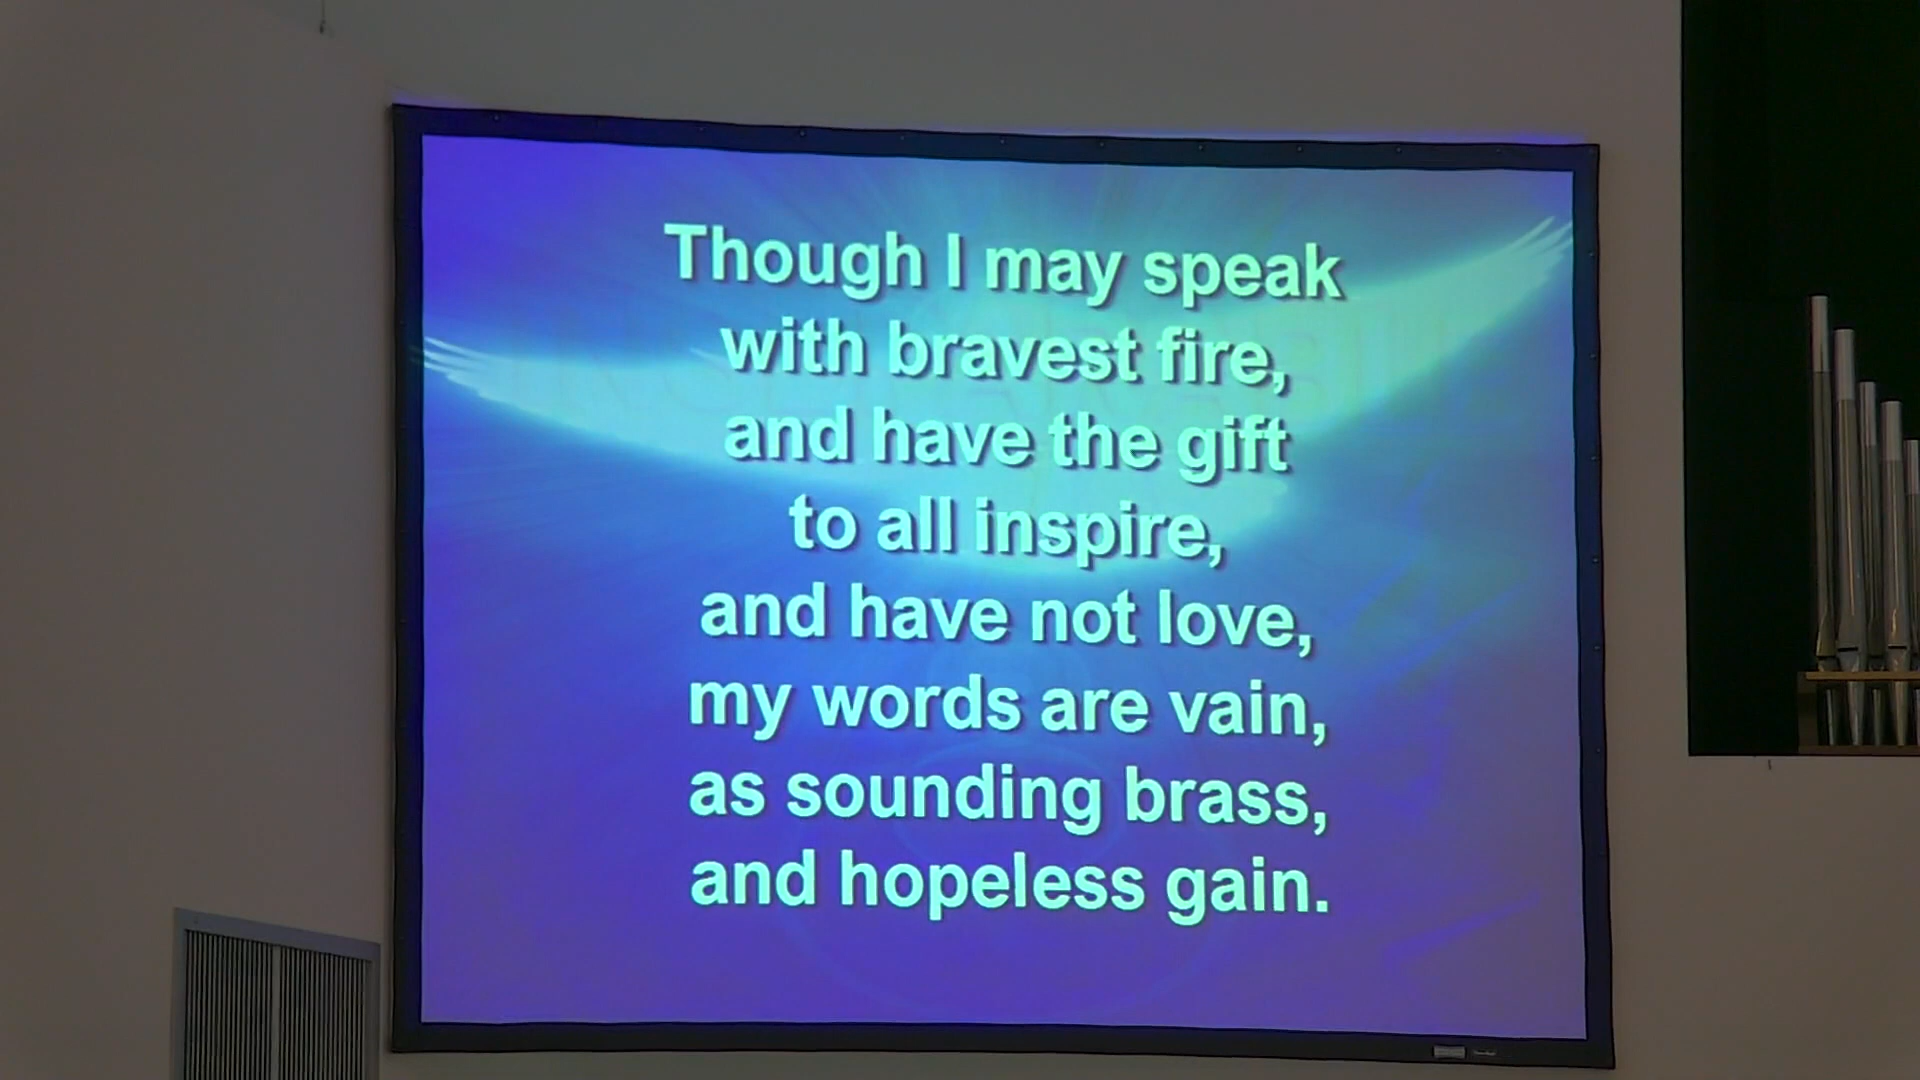 Though I may speak
with bravest fire,
and have the gift
to all inspire,
and have not love,
my words are vain,
as sounding brass,
and hopeless gain.